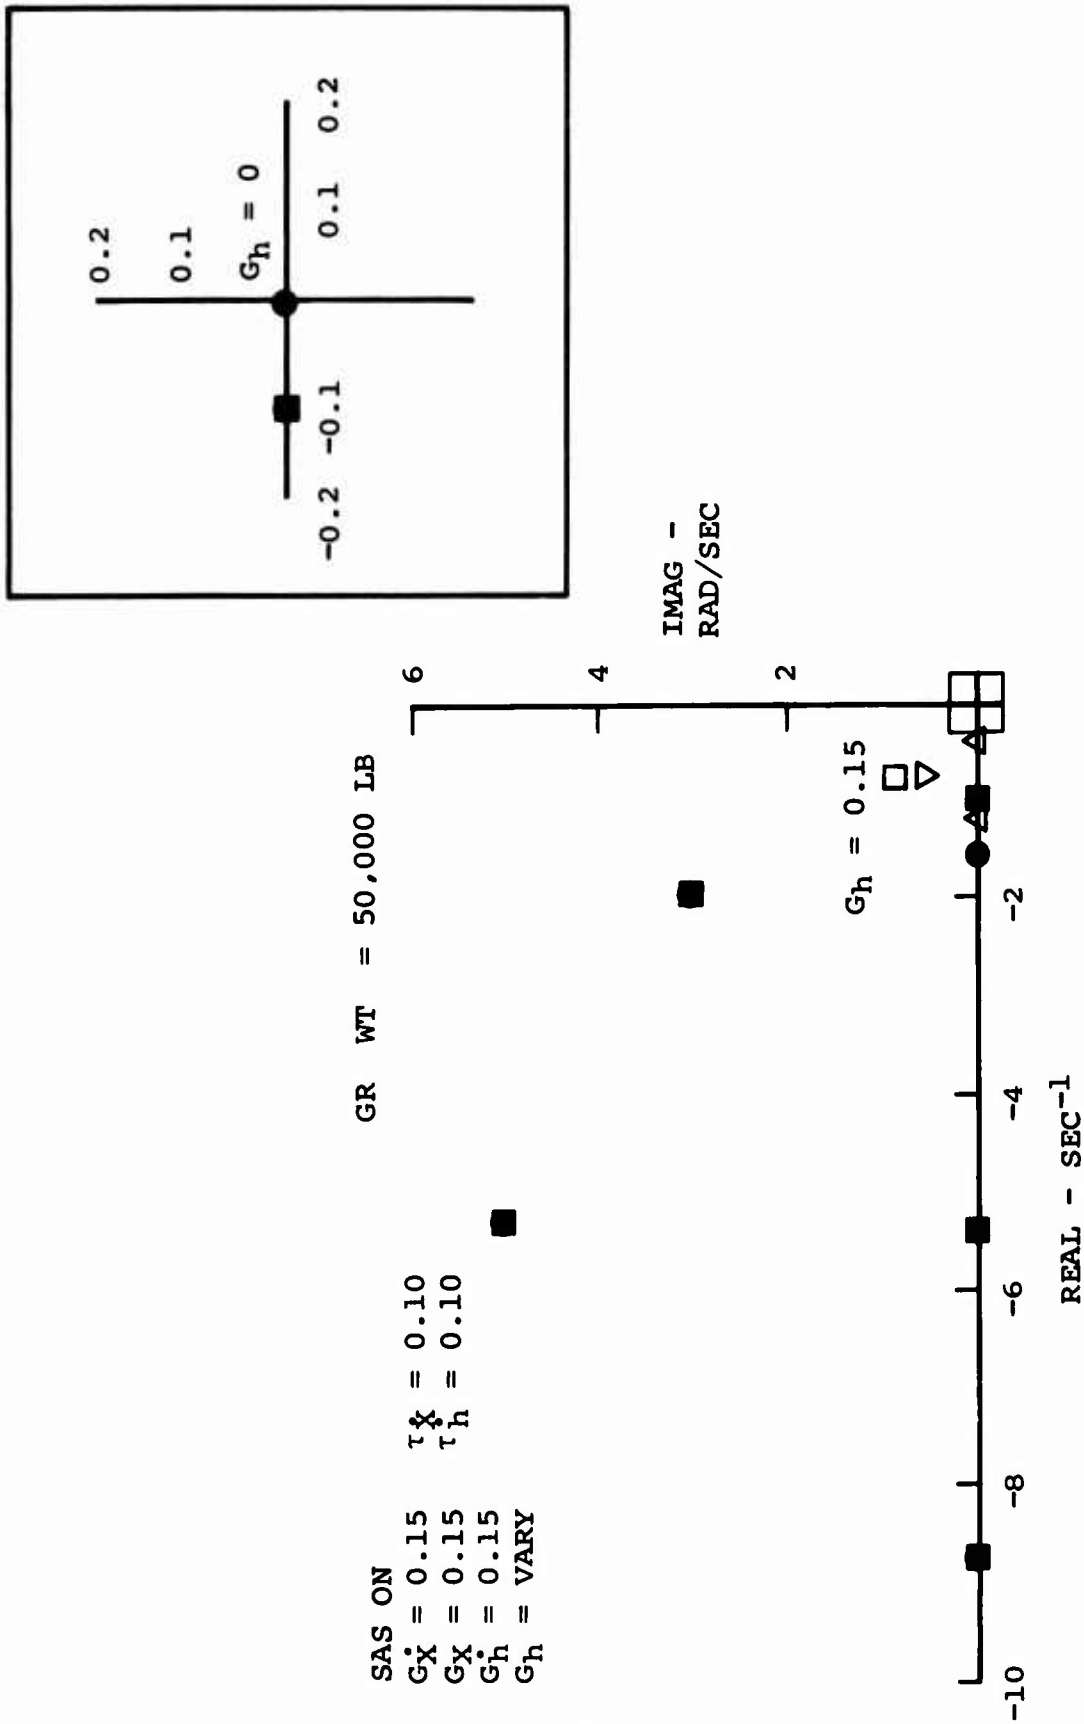 SAS ON
GẊ = 0.15 τẊ = 0.10
GX = 0.15 τḣ = 0.10
Gḣ = 0.15
Gh = VARY
GR WT = 50,000 LB
6
4
2
IMAG -
RAD/SEC
Gh = 0.15
-10 -8 -6 -4 -2
REAL - SEC-1
0.2
0.1
Gh = 0
-0.2 -0.1 0.1 0.2